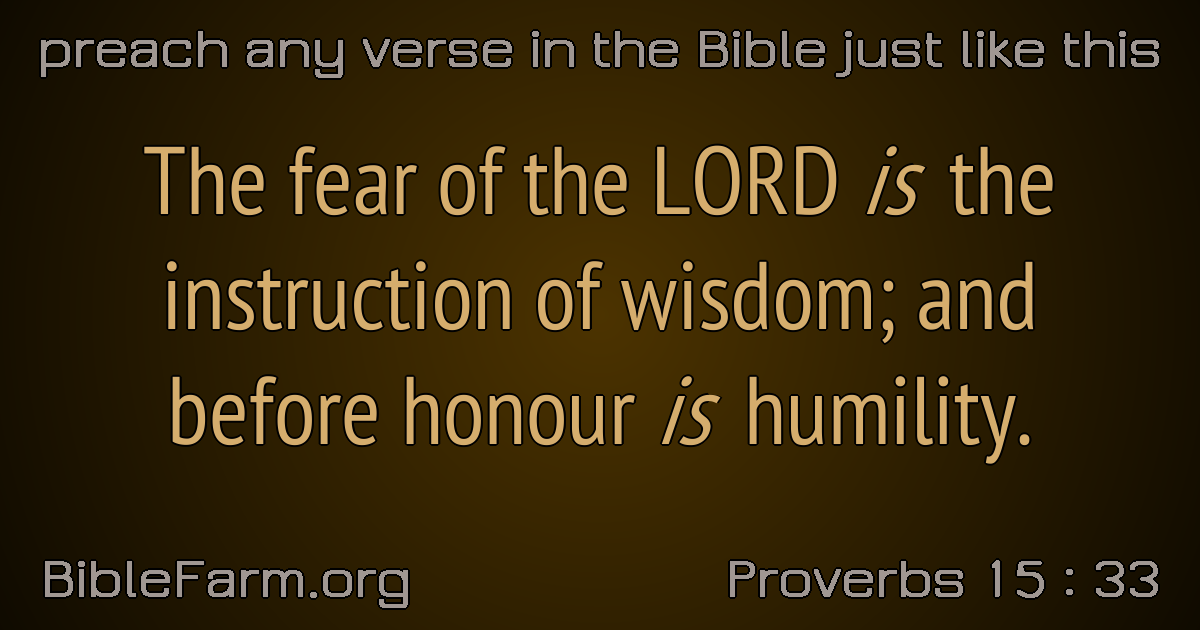 preach any verse in the Bible just like this
The fear of the LORD is the
instruction of wisdom; and
before honour is humility.
BibleFarm.org
Proverbs 15 : 33